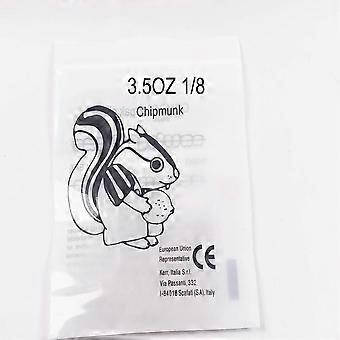 3.5OZ 1/8
Chipmunk
European Union
Representative
CE
Kerr, Italia S.r.l.
Via Passanti, 332
I-84018 Scafati (SA), Italy